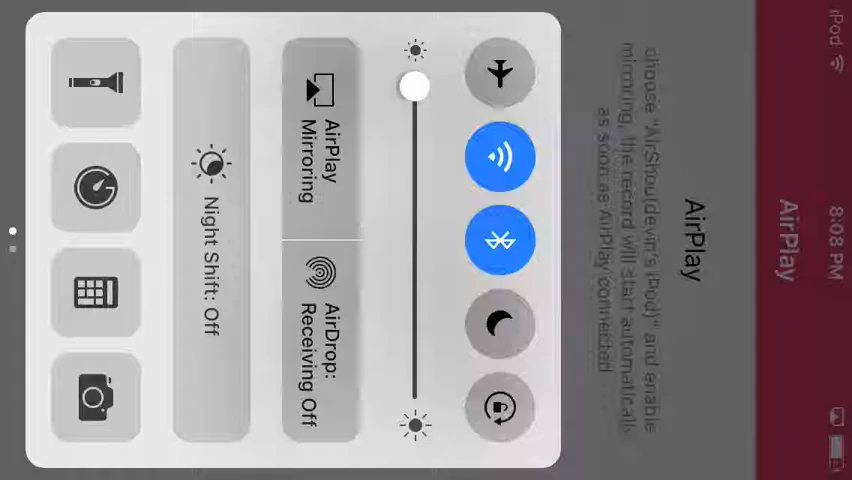 iPod
8:08 PM
AirPlay
AirPlay
choose "AirShou(devin's iPod)" and enable
mirroring, the record will start automatically
as soon as AirPlay connected
AirPlay
Mirroring
AirDrop:
Receiving Off
Night Shift: Off